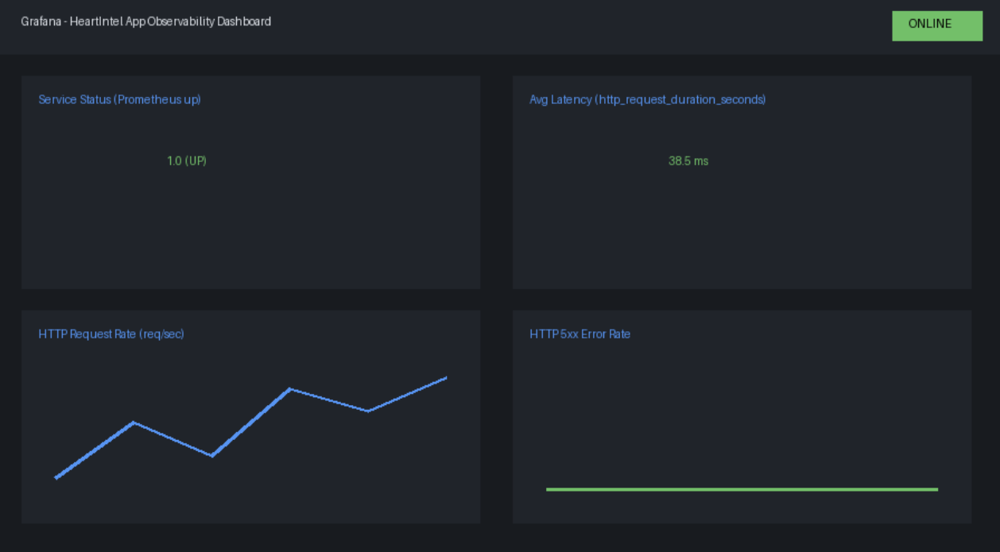 Grafana - HeartIntel App Observability Dashboard
ONLINE
Service Status (Prometheus up)
1.0 (UP)
Avg Latency (http_request_duration_seconds)
38.5 ms
HTTP Request Rate (req/sec)
HTTP 5xx Error Rate